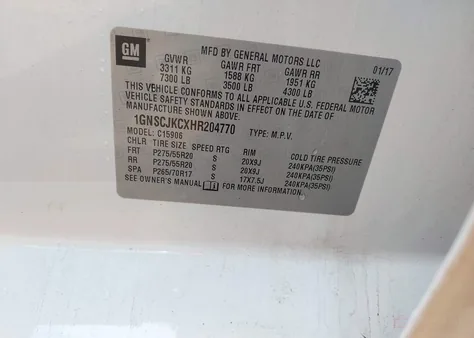 GM
MFD BY GENERAL MOTORS LLC
GVWR GAWR FRT GAWR RR 01/17
3311 KG 1588 KG 1951 KG
7300 LB 3500 LB 4300 LB
THIS VEHICLE CONFORMS TO ALL APPLICABLE U.S. FEDERAL MOTOR
VEHICLE SAFETY STANDARDS IN EFFECT ON THE DATE OF
MANUFACTURE SHOWN ABOVE.
1GNSCJKCXHR204770 TYPE: M.P.V.
MODEL: C15906
CHLR TIRE SIZE SPEED RTG RIM COLD TIRE PRESSURE
FRT P275/55R20 S 20X9J 240KPA(35PSI)
RR P275/55R20 S 20X9J 240KPA(35PSI)
SPA P265/70R17 S 17X7.5J 240KPA(35PSI)
SEE OWNER'S MANUAL FOR MORE INFORMATION.